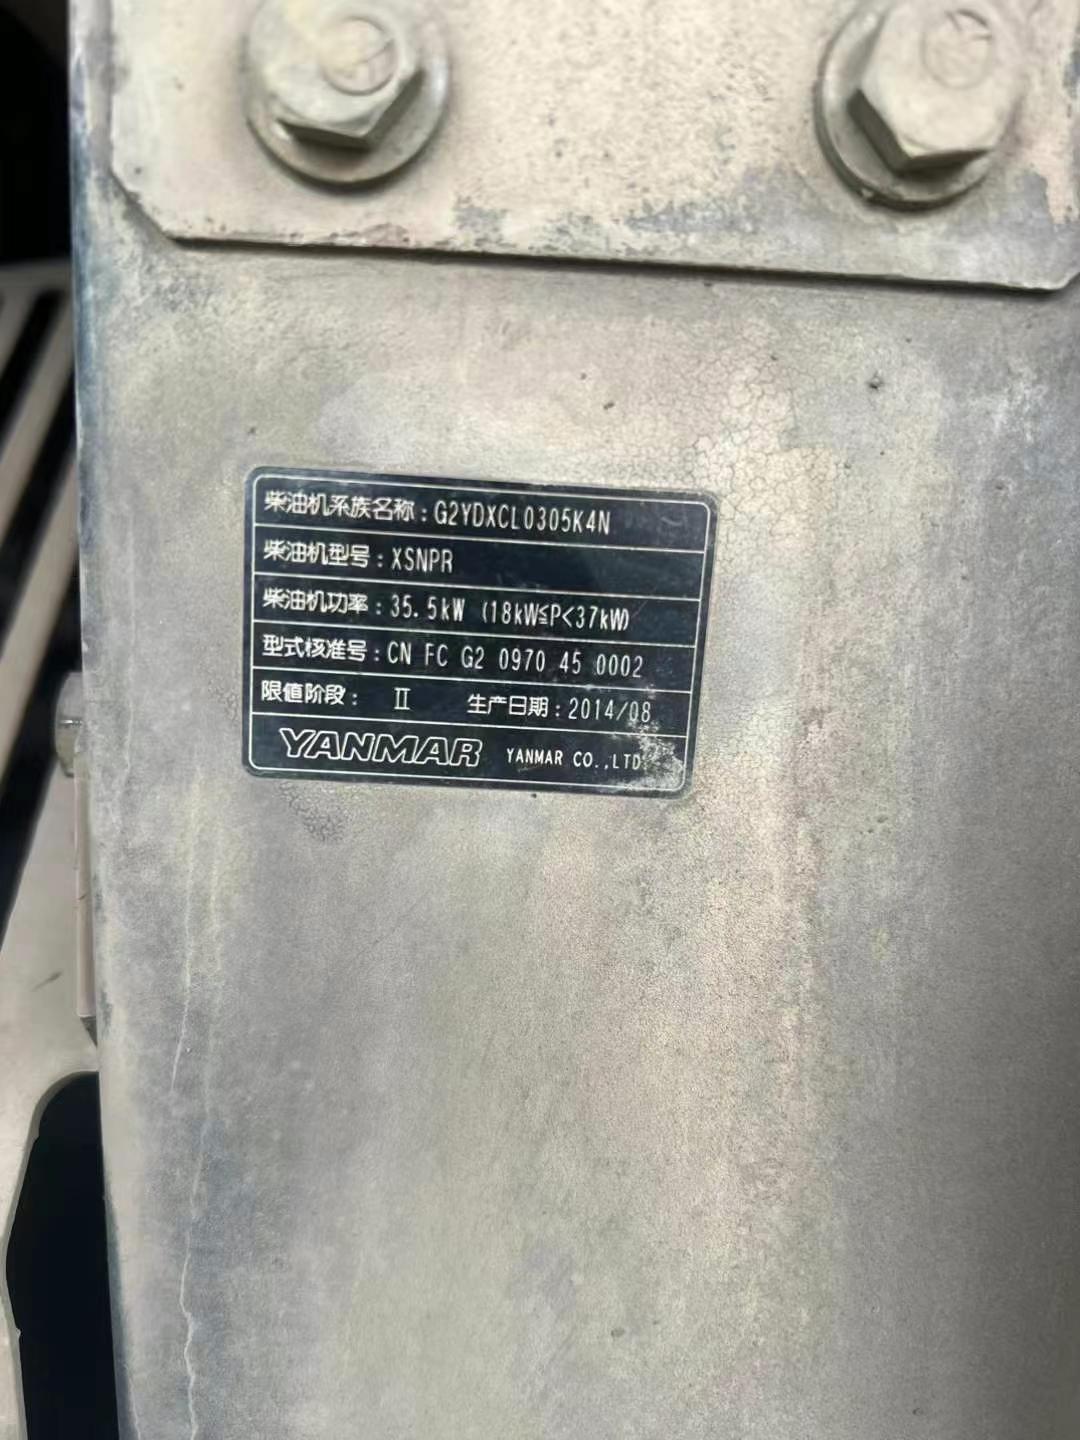 柴油机系族名称：G2YDXCL0305K4N
柴油机型号：XSNPR
柴油机功率：35.5kW (18kW≦P<37kW)
型式核准号：CN FC G2 0970 45 0002
限值阶段： Ⅱ 生产日期：2014/08
YANMAR YANMAR CO.,LTD